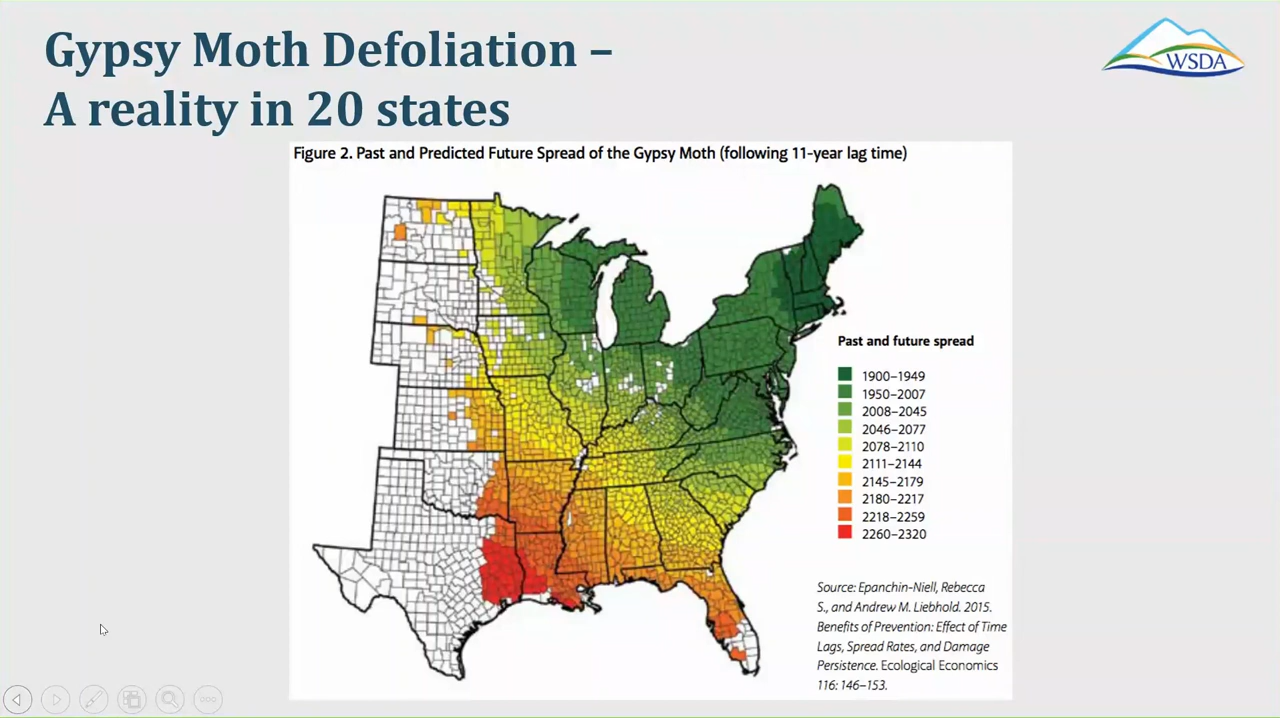 Gypsy Moth Defoliation –
A reality in 20 states
WSDA
Figure 2. Past and Predicted Future Spread of the Gypsy Moth (following 11-year lag time)
Past and future spread
1900–1949
1950–2007
2008–2045
2046–2077
2078–2110
2111–2144
2145–2179
2180–2217
2218–2259
2260–2320
Source: Epanchin-Niell, Rebecca
S., and Andrew M. Liebhold. 2015.
Benefits of Prevention: Effect of Time
Lags, Spread Rates, and Damage
Persistence. Ecological Economics
116: 146–153.